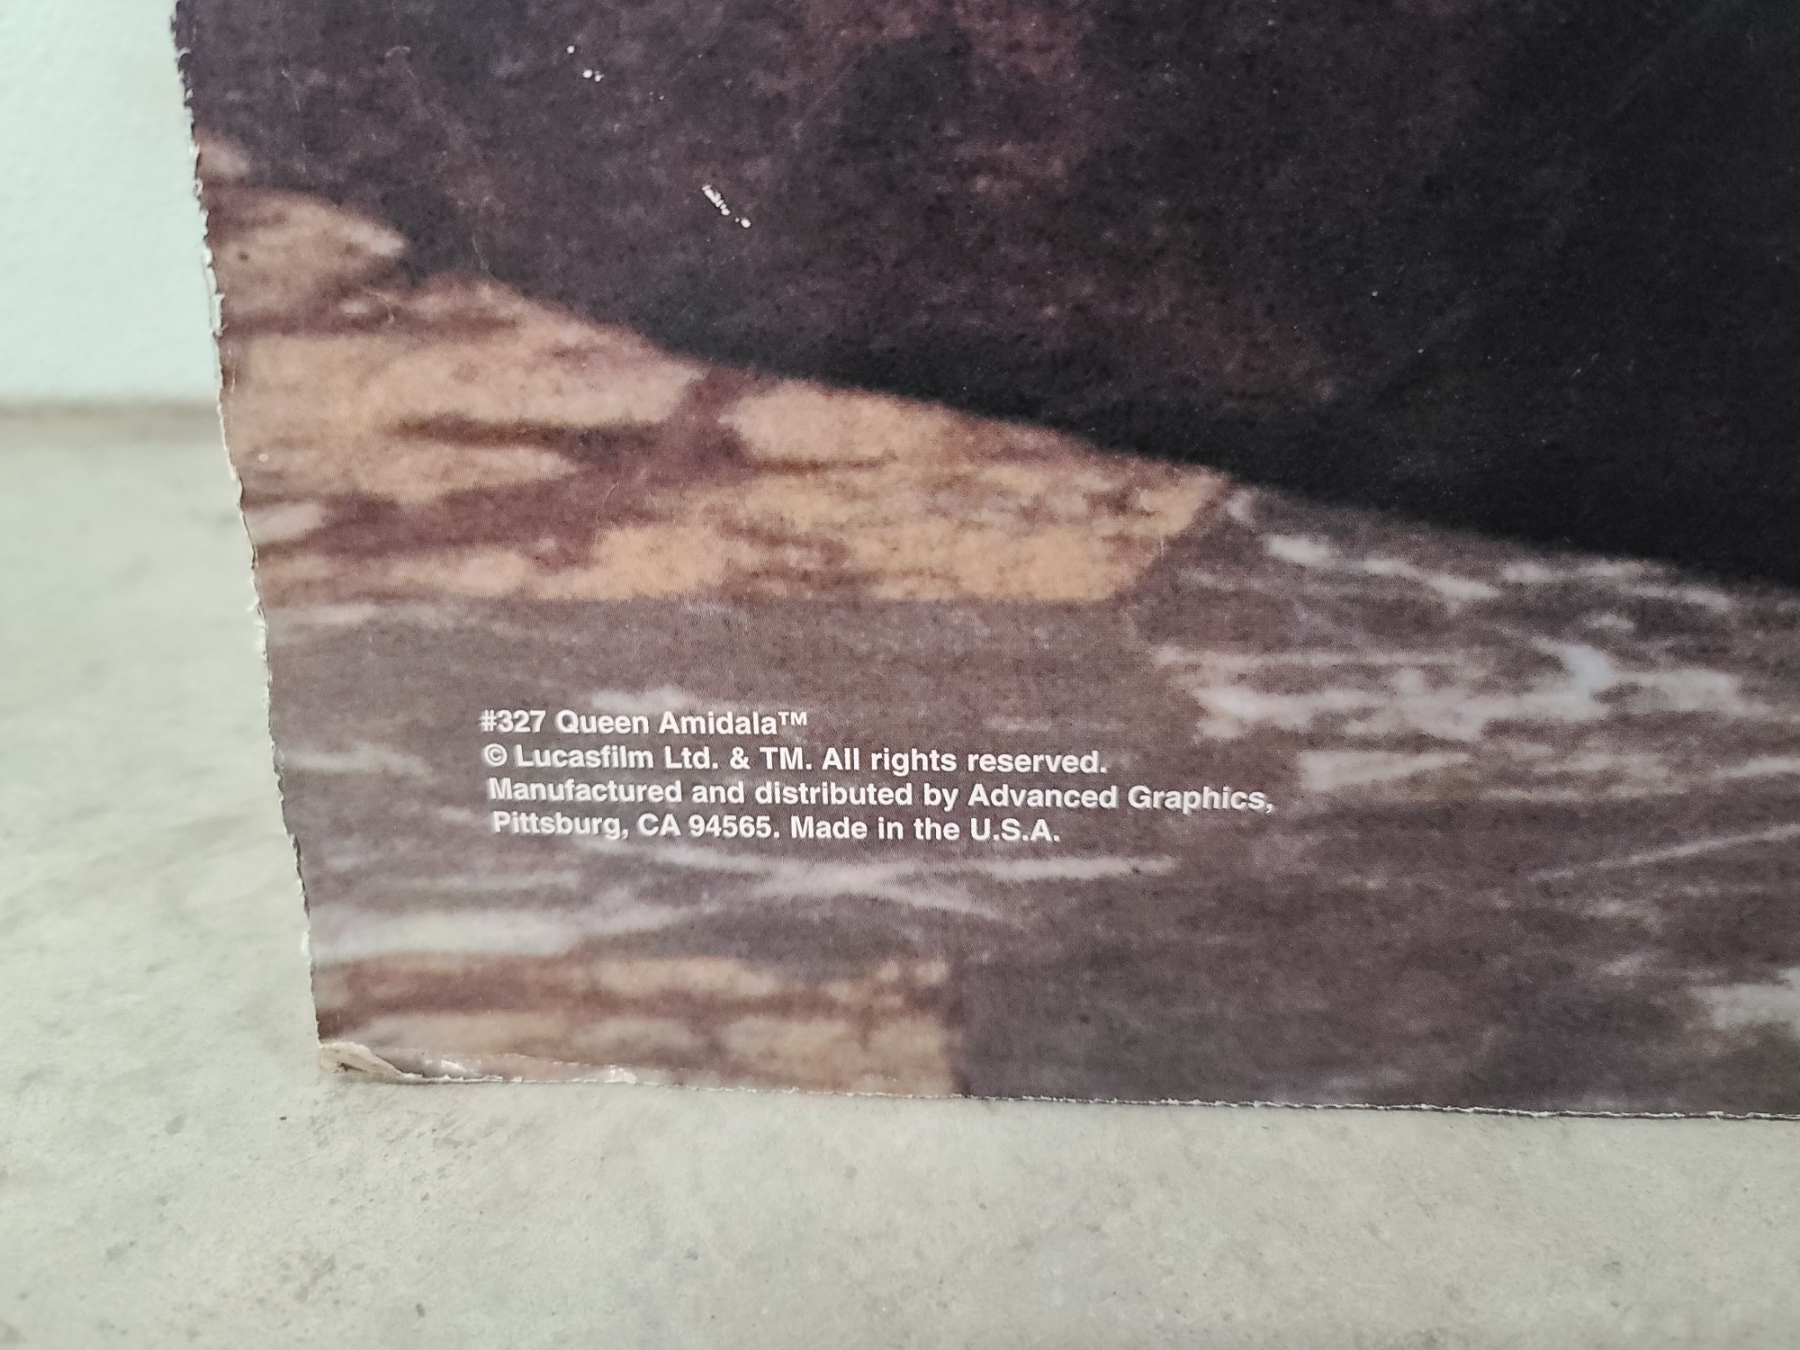 #327 Queen Amidala™
© Lucasfilm Ltd. & TM. All rights reserved.
Manufactured and distributed by Advanced Graphics,
Pittsburg, CA 94565. Made in the U.S.A.